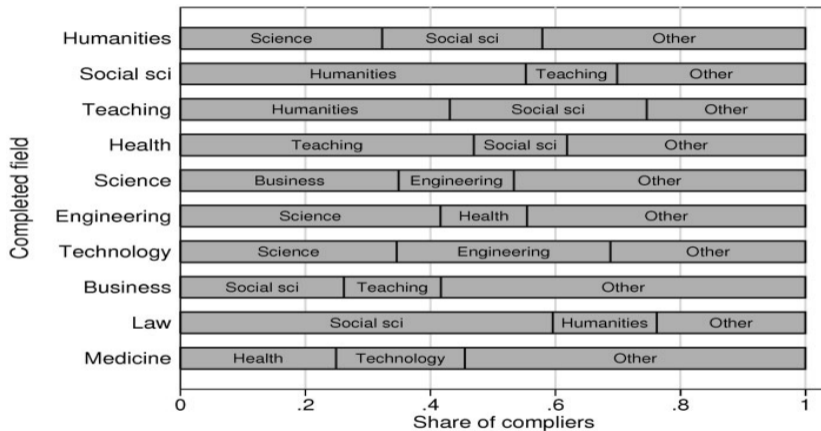 Humanities Science Social sci Other
Social sci Humanities Teaching Other
Teaching Humanities Social sci Other
Health Teaching Social sci Other
Science Business Engineering Other
Engineering Science Health Other
Technology Science Engineering Other
Business Social sci Teaching Other
Law Social sci Humanities Other
Medicine Health Technology Other
Completed field
0 .2 .4 .6 .8 1
Share of compliers